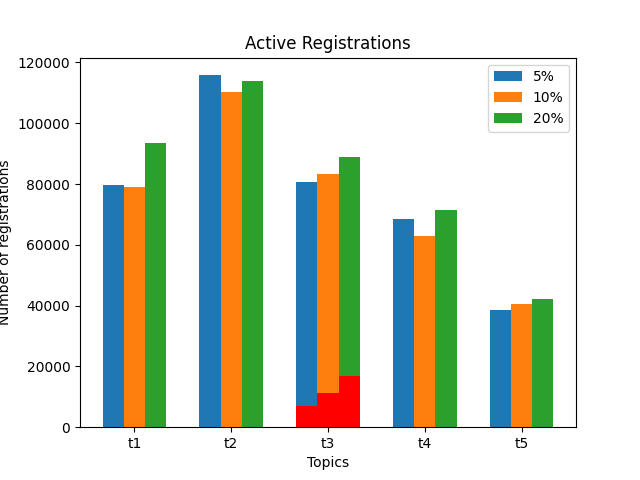 Active Registrations
Number of registrations
120000
100000
80000
60000
40000
20000
0
5%
10%
20%
t1
t2
t3
t4
t5
Topics